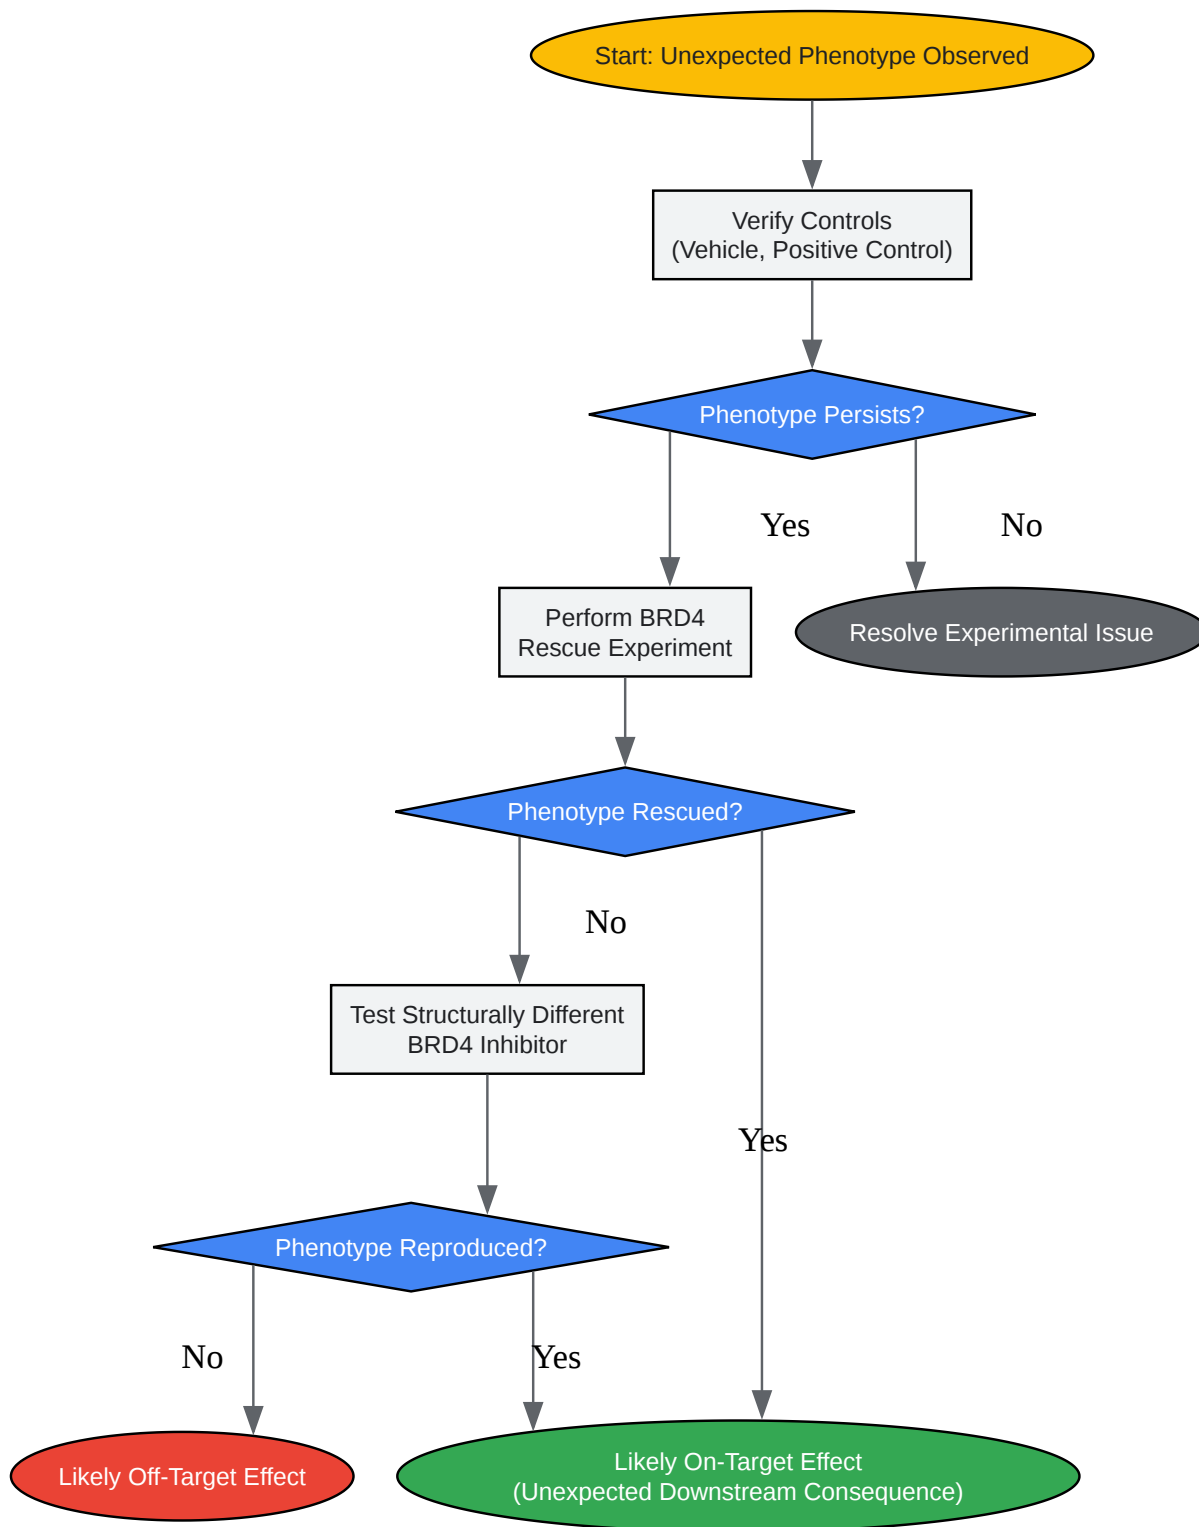 Start: Unexpected Phenotype Observed
Verify Controls
(Vehicle, Positive Control)
Phenotype Persists?
Yes
No
Perform BRD4
Rescue Experiment
Resolve Experimental Issue
Phenotype Rescued?
No
Test Structurally Different
BRD4 Inhibitor
Yes
Phenotype Reproduced?
No
Yes
Likely Off-Target Effect
Likely On-Target Effect
(Unexpected Downstream Consequence)